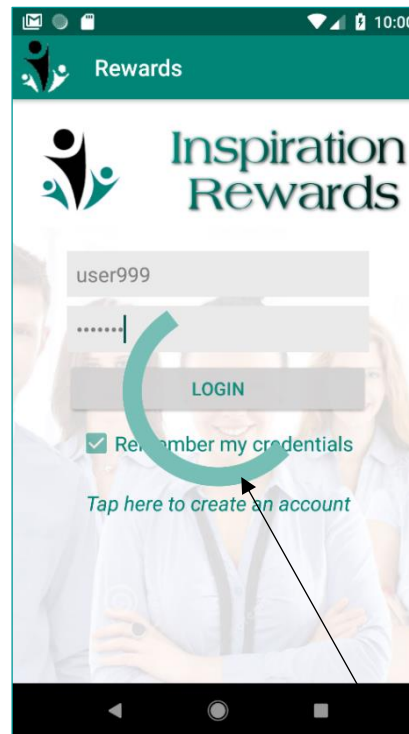 10:00
Rewards
Inspiration
Rewards
user999
•••••••
LOGIN
Remember my credentials
Tap here to create an account